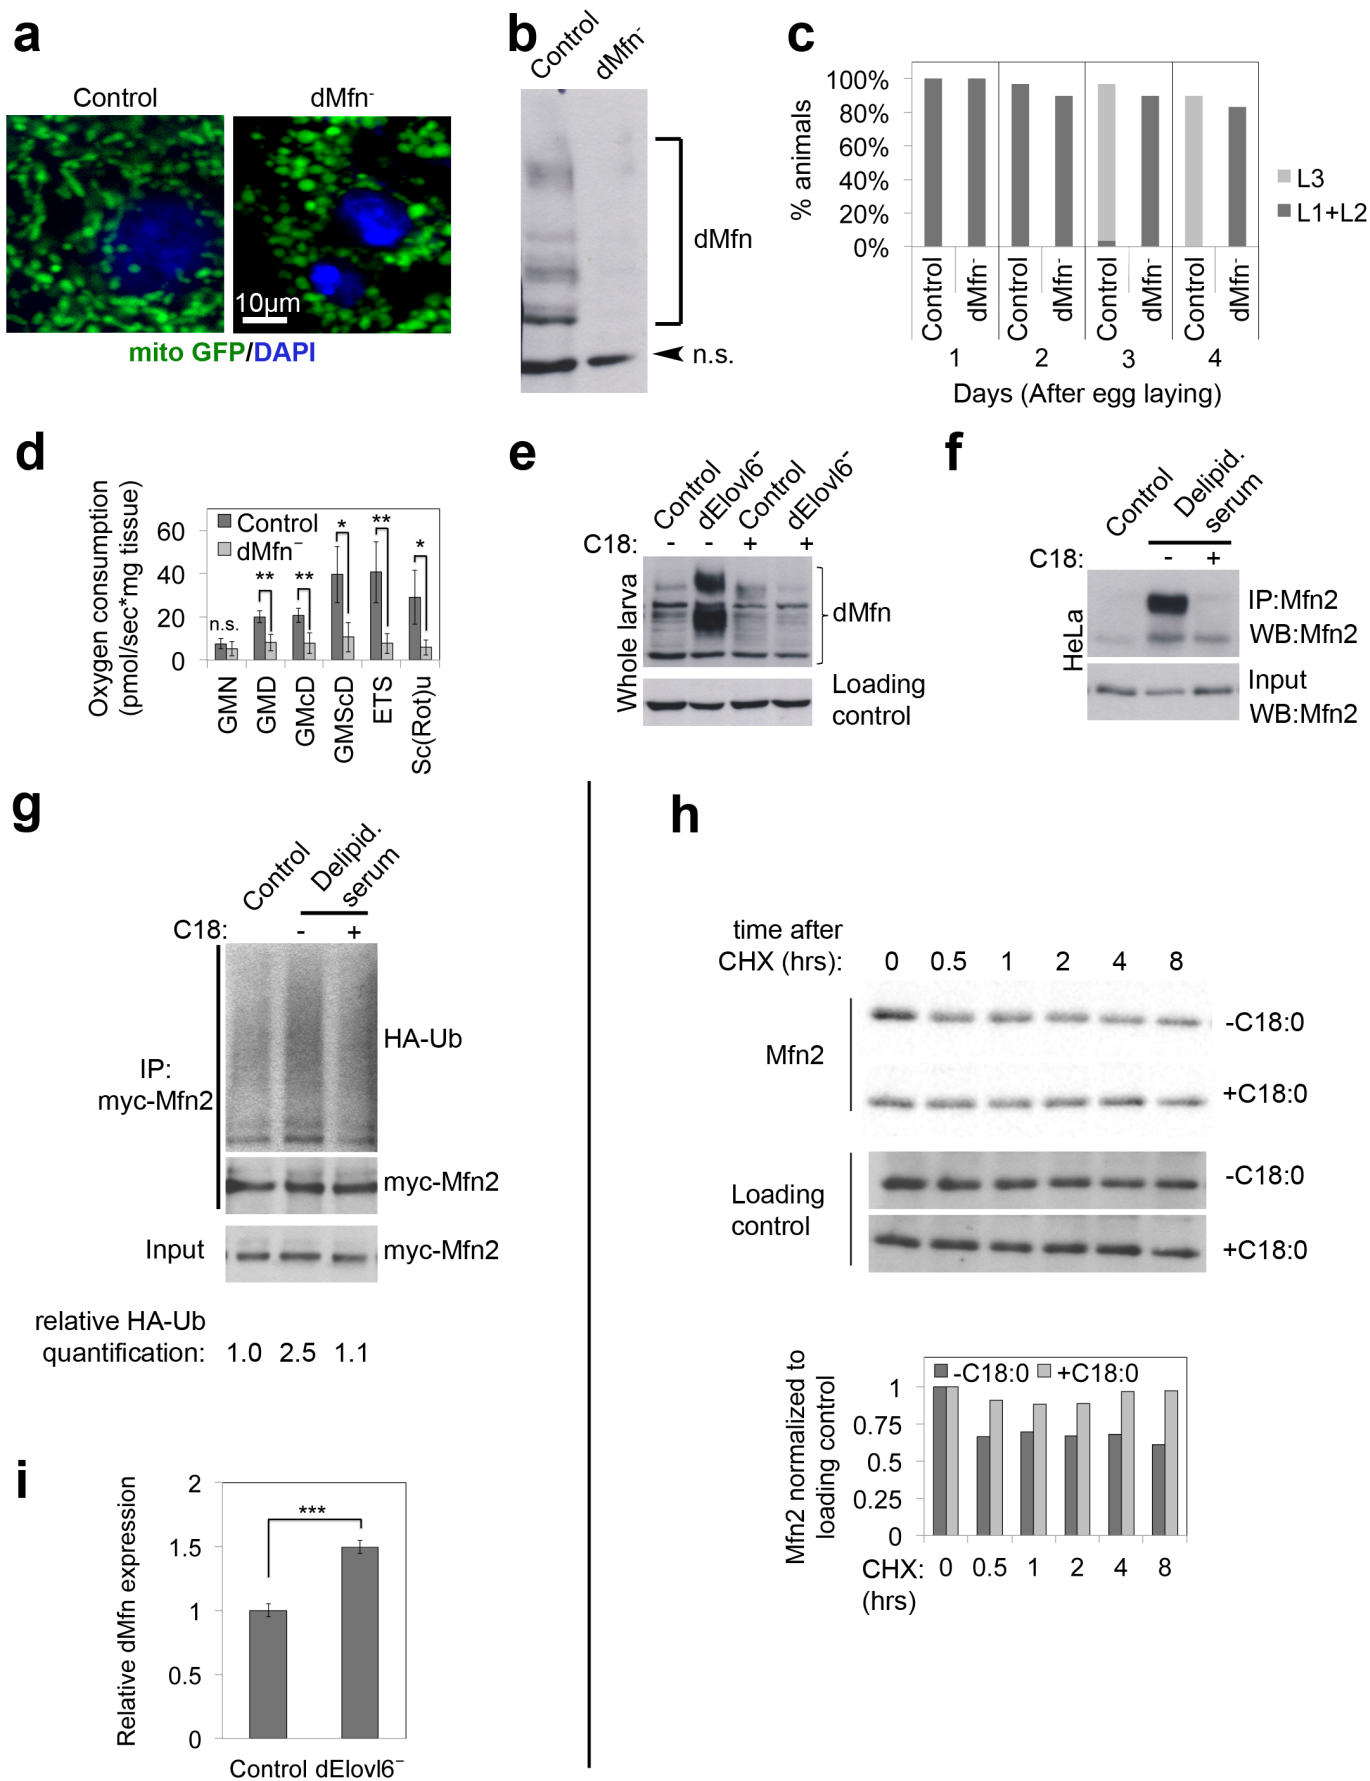 a
Control
dMfn-
10µm
mito GFP/DAPI
b
Control
dMfn-
dMfn
n.s.
c
% animals
100%
80%
60%
40%
20%
0%
Control
dMfn-
Control
dMfn-
Control
dMfn-
Control
dMfn-
1 2 3 4
Days (After egg laying)
L3
L1+L2
d
Oxygen consumption
(pmol/sec*mg tissue)
60
40
20
0
Control
dMfn−
n.s. ** ** * ** *
GMN
GMD
GMcD
GMScD
ETS
Sc(Rot)u
e
Control
dElovl6-
Control
dElovl6-
C18: - - + +
Whole larva
dMfn
Loading
control
f
Control
Delipid.
serum
C18: - +
HeLa
IP:Mfn2
WB:Mfn2
Input
WB:Mfn2
g
Control
Delipid.
serum
C18: - +
IP:
myc-Mfn2
HA-Ub
myc-Mfn2
Input
myc-Mfn2
relative HA-Ub
quantification: 1.0 2.5 1.1
h
time after
CHX (hrs): 0 0.5 1 2 4 8
Mfn2
-C18:0
+C18:0
Loading
control
-C18:0
+C18:0
Mfn2 normalized to
loading control
-C18:0 +C18:0
1
0.75
0.5
0.25
0
CHX: 0 0.5 1 2 4 8
(hrs)
i
Relative dMfn expression
2
1.5
1
0.5
0
***
Control dElovl6−